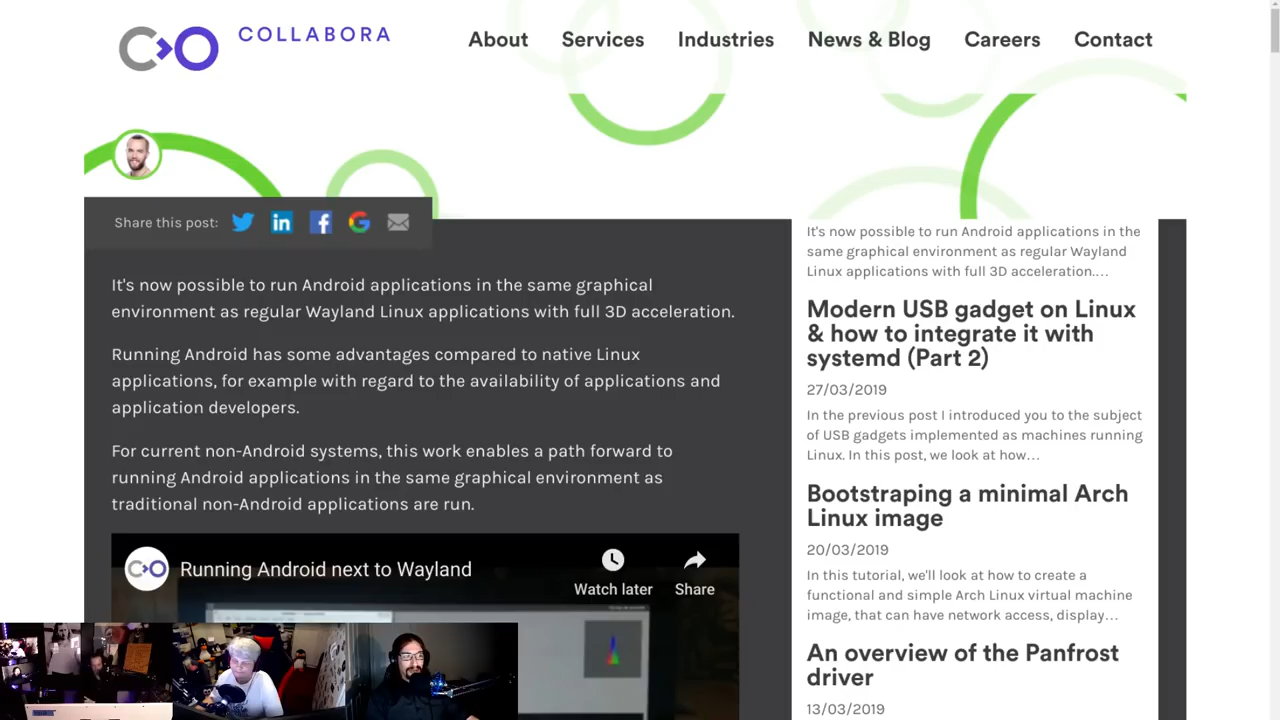 COLLABORA
About Services Industries News & Blog Careers Contact
Share this post:
It's now possible to run Android applications in the same graphical
environment as regular Wayland Linux applications with full 3D acceleration.
Running Android has some advantages compared to native Linux
applications, for example with regard to the availability of applications and
application developers.
For current non-Android systems, this work enables a path forward to
running Android applications in the same graphical environment as
traditional non-Android applications are run.
Running Android next to Wayland
Watch later
Share
It's now possible to run Android applications in the
same graphical environment as regular Wayland
Linux applications with full 3D acceleration.…
Modern USB gadget on Linux
& how to integrate it with
systemd (Part 2)
27/03/2019
In the previous post I introduced you to the subject
of USB gadgets implemented as machines running
Linux. In this post, we look at how…
Bootstraping a minimal Arch
Linux image
20/03/2019
In this tutorial, we'll look at how to create a
functional and simple Arch Linux virtual machine
image, that can have network access, display…
An overview of the Panfrost
driver
13/03/2019